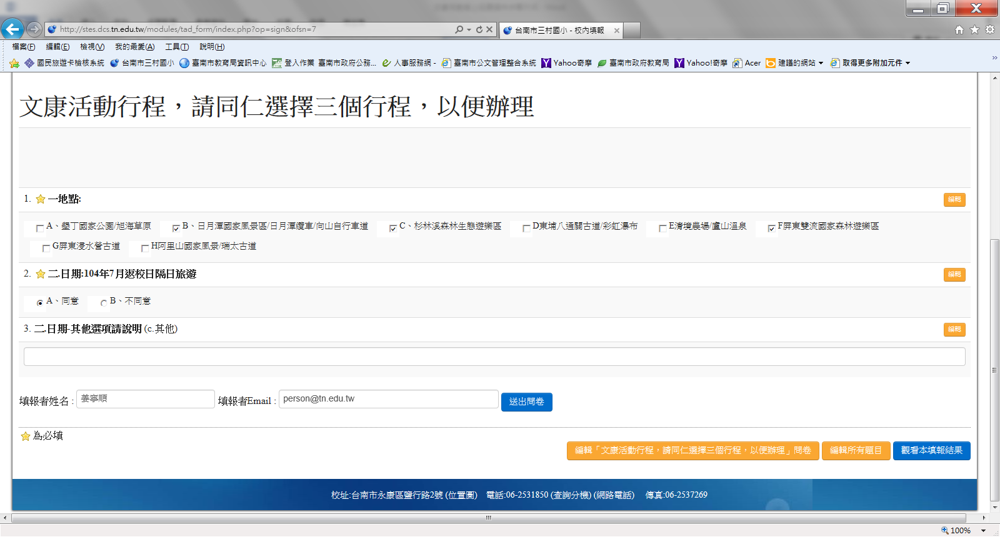 http://stes.dcs.tn.edu.tw/modules/tad_form/index.php?op=sign&ofsn=7
台南市三村國小 - 校內填報
檔案(F) 編輯(E) 檢視(V) 我的最愛(A) 工具(T) 說明(H)
國民旅遊卡檢核系統 台南市三村國小 臺南市教育局資訊中心 登入作業 臺南市政府公務... 人事服務網 - 臺南市公文管理整合系統 Yahoo奇摩 臺南市政府教育局 Yahoo!奇摩 Acer 建議的網站 取得更多附加元件
文康活動行程，請同仁選擇三個行程，以便辦理
1. 一地點: 編輯
A、墾丁國家公園/旭海草原 B、日月潭國家風景區/日月潭纜車/向山自行車道 C、杉林溪森林生態遊樂區 D東埔八通關古道/彩虹瀑布 E清境農場/廬山溫泉 F屏東雙流國家森林遊樂區
G屏東浸水營古道 H阿里山國家風景/瑞太古道
2. 二.日期:104年7月返校日隔日旅遊 編輯
A、同意 B、不同意
3. 二.日期-其他選項請說明 (c.其他) 編輯
填報者姓名 : 姜寧順 填報者Email : person@tn.edu.tw 送出問卷
為必填
編輯「文康活動行程，請同仁選擇三個行程，以便辦理」問卷 編輯所有題目 觀看本填報結果
校址:台南市永康區鹽行路2號 (位置圖) 電話:06-2531850 (查詢分機) (網路電話) 傳真:06-2537269
100%